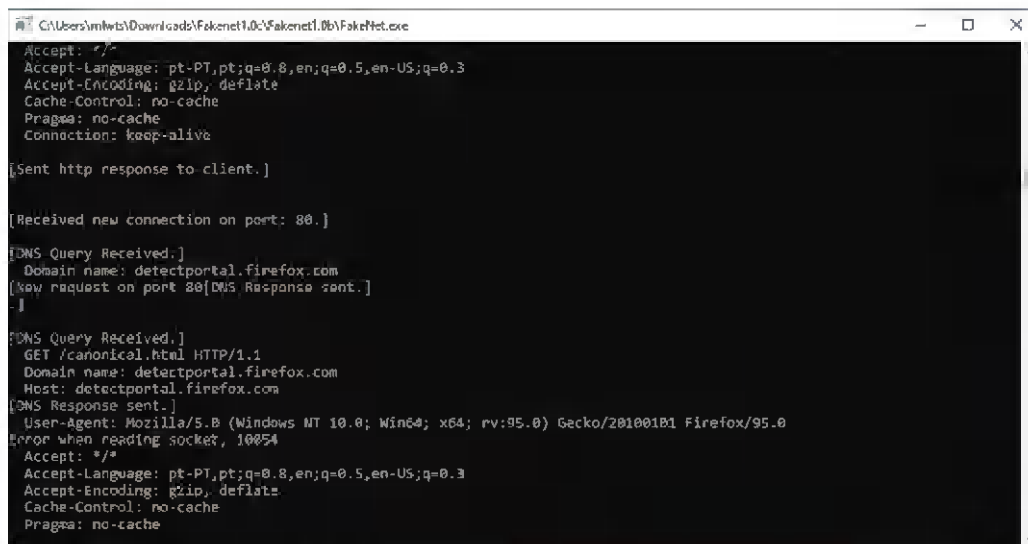 C:\Users\mlwts\Downloads\Fakenet1.0c\Fakenet1.0b\FakeNet.exe
Accept: */*
Accept-Language: pt-PT,pt;q=0.8,en;q=0.5,en-US;q=0.3
Accept-Encoding: gzip, deflate
Cache-Control: no-cache
Pragma: no-cache
Connection: keep-alive
[Sent http response to client.]
[Received new connection on port: 80.]
[DNS Query Received.]
Domain name: detectportal.firefox.com
[New request on port 80[DNS Response sent.]
.]
[DNS Query Received.]
GET /canonical.html HTTP/1.1
Domain name: detectportal.firefox.com
Host: detectportal.firefox.com
[DNS Response sent.]
User-Agent: Mozilla/5.0 (Windows NT 10.0; Win64; x64; rv:95.0) Gecko/20100101 Firefox/95.0
Error when reading socket, 10054
Accept: */*
Accept-Language: pt-PT,pt;q=0.8,en;q=0.5,en-US;q=0.3
Accept-Encoding: gzip, deflate
Cache-Control: no-cache
Pragma: no-cache